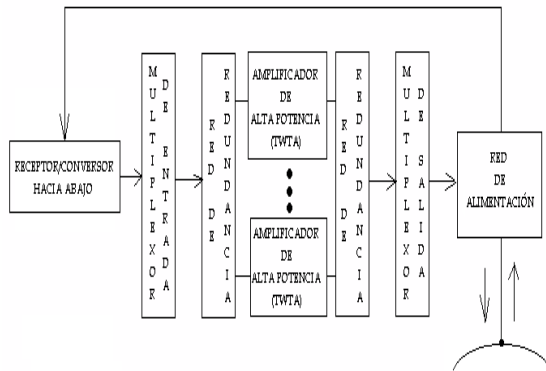 RECEPTOR/CONVERSOR
HACIA ABAJO
MULTIPLEXOR
DE ENTRADA
RED DE
REDUNDANCIA
AMPLIFICADOR
DE
ALTA POTENCIA
(TWTA)
AMPLIFICADOR
DE
ALTA POTENCIA
(TWTA)
RED DE
REDUNDANCIA
MULTIPLEXOR
DE SALIDA
RED
DE
ALIMENTACIÓN